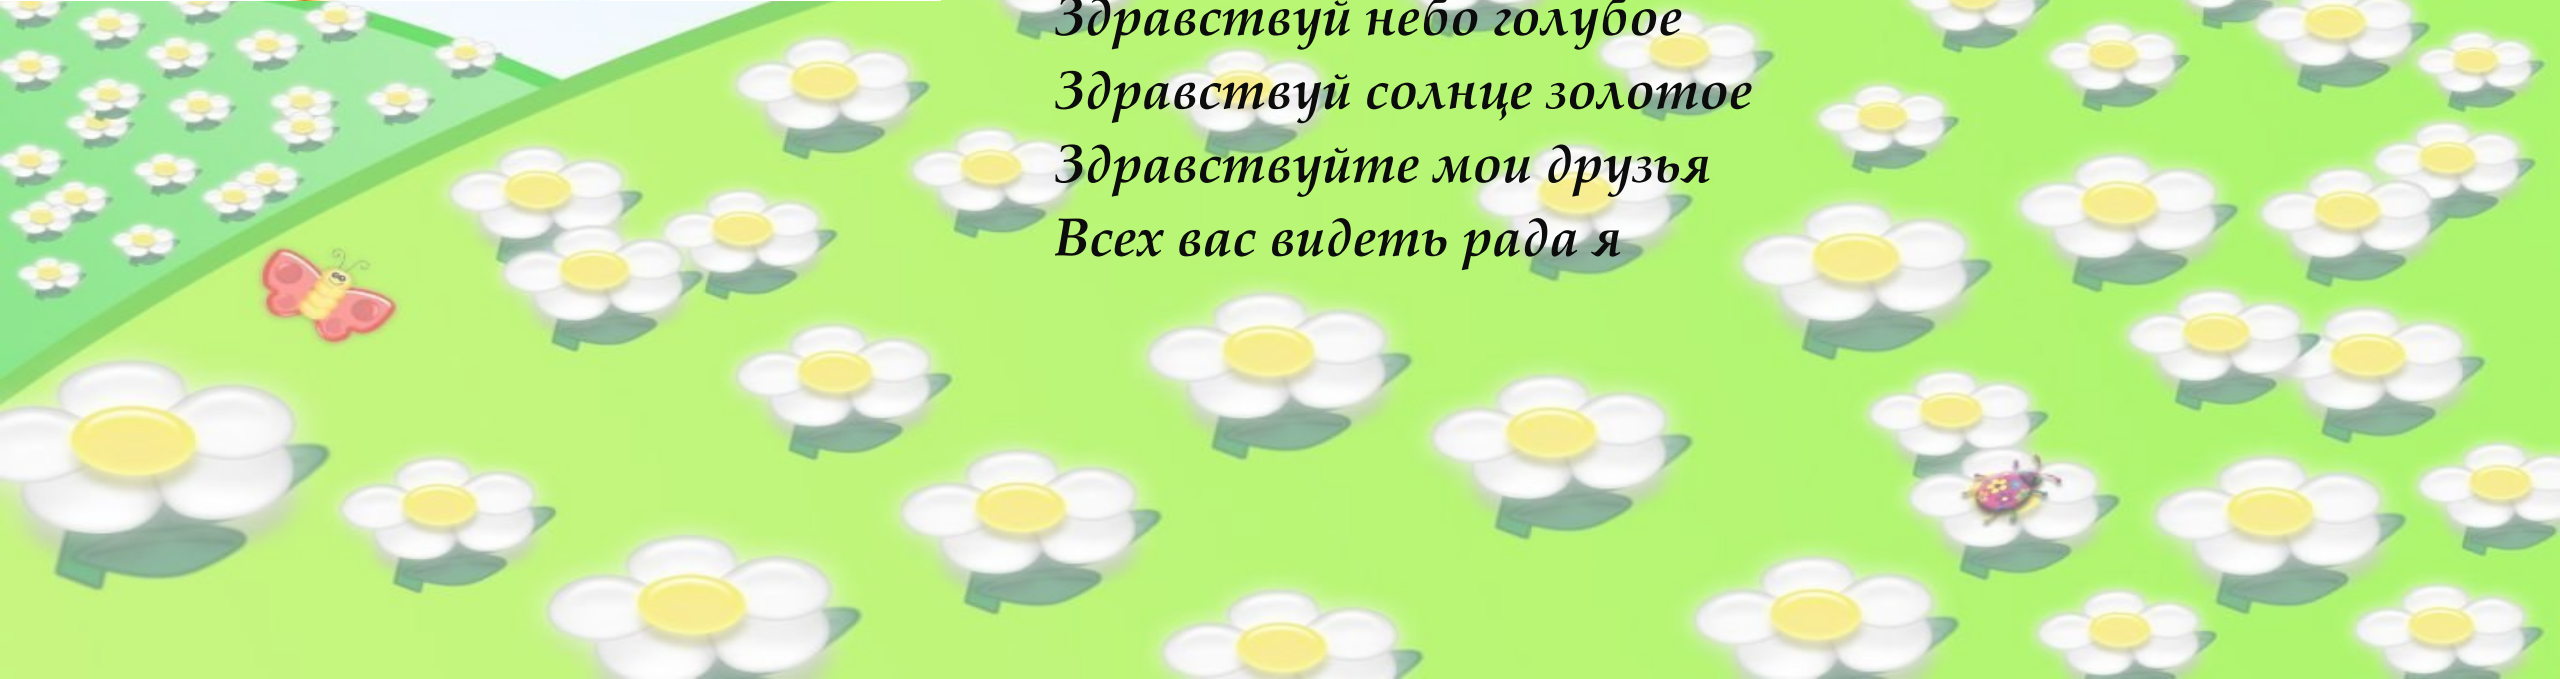 Здравствуй небо голубое
Здравствуй солнце золотое
Здравствуйте мои друзья
Всех вас видеть рада я